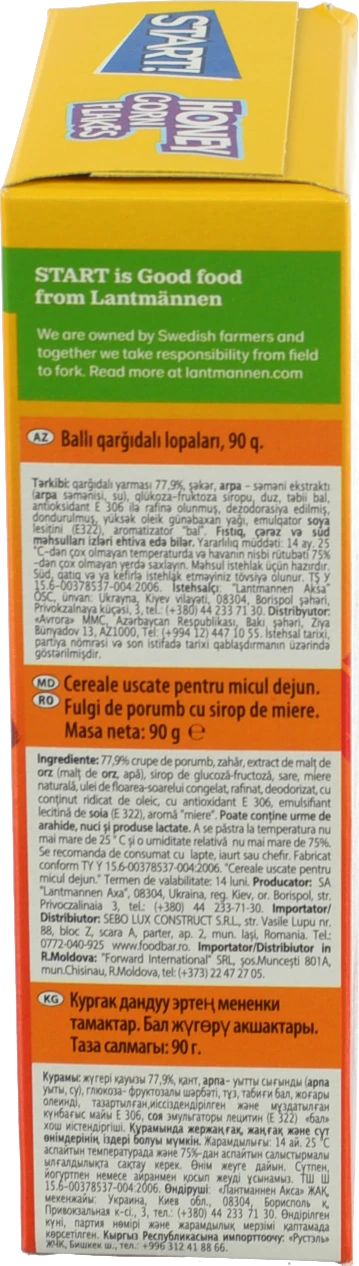 START!
HONEY
CORN
FLAKES
START is Good food
from Lantmännen
We are owned by Swedish farmers and
together we take responsibility from field
to fork. Read more at lantmannen.com
AZ Ballı qarğıdalı lopaları, 90 q.
Tərkibi: qarğıdalı yarması 77,9%, şəkər, arpa - səməni ekstraktı
(arpa səmənisi, su), qlükoza-fruktoza siropu, duz, təbii bal,
antioksidant E 306 ilə rafinə olunmuş, dezodorasiya edilmiş,
dondurulmuş, yüksək oleik günəbaxan yağı, emulqator soya
lesitini (E322), aromatizator "bal". Fıstıq, çərəz və süd
məhsulları izləri ehtiva edə bilər. Yararlılıq müddəti: 14 ay. 25
°C-dən çox olmayan temperaturda və havanın nisbi rütubəti 75%
-dən çox olmayan yerdə saxlayın. Məhsul istehlak üçün hazırdır.
Süd, qatıq və ya kefirlə istehlak etməyiniz tövsiyə olunur. TŞ У
15.6-00378537-004:2006. İstehsalçı: "Lantmannen Aksa"
ÖSC, ünvan: Ukrayna, Kiyev vilayəti, 08304, Borispol şəhəri,
Privokzalnaya küçəsi, 3, tel.: (+380) 44 233 71 30. Distribyutor:
«Avrora» MMC, Azərbaycan Respublikası, Bakı şəhəri, Ziya
Bünyadov 13, AZ1000, Tel: (+994 12) 447 10 55. İstehsal tarixi,
partiya nömrəsi və son istifadə tarixi qablaşdırmanın üzərində
göstərilmişdir.
MD Cereale uscate pentru micul dejun.
RO Fulgi de porumb cu sirop de miere.
Masa neta: 90 g ℮
Ingrediente: 77,9% crupe de porumb, zahăr, extract de malț de
orz (malț de orz, apă), sirop de glucoză-fructoză, sare, miere
naturală, ulei de floarea-soarelui congelat, rafinat, deodorizat, cu
conținut ridicat de oleic, cu antioxidant E 306, emulsifiant
lecitină de soia (E 322), aromă "miere". Poate conține urme de
arahide, nuci și produse lactate. A se păstra la temperatura nu
mai mare de 25 ° C și o umiditate relativă nu mai mare de 75%.
Se recomanda de consumat cu lapte, iaurt sau chefir. Fabricat
conform TY У 15.6-00378537-004:2006. "Cereale uscate pentru
micul dejun." Termen de valabilitate: 14 luni. Producator: SA
"Lantmannen Axa", 08304, Ukraina, reg. Kiev, or. Borispol, str.
Privoczalinaia 3, tel.: (+380) 44 233-71-30. Importator/
Distribiutor: SEBO LUX CONSTRUCT S.R.L., str. Vasile Lupu nr.
88, bloc Z, scara A, parter, ap. 2, mun. Iași, Romania. Tel.:
0772-040-925 www.foodbar.ro. Importator/Distribiutor in
R.Moldova: "Forward International" SRL, șos.Muncești 801A,
mun.Chisinau, R.Moldova, tel: (+373) 22 47 27 05.
KG Кургак дандуу эртең мененки
тамактар. Бал жүгөрү акшактары.
Таза салмагы: 90 г.
Құрамы: жүгері қауызы 77,9%, қант, арпа- уытты сығынды (арпа
уыты, су), глюкоза- фруктозалы шәрбаті, тұз, табиғи бал, жоғары
олеинді, тазартылған,иіссіздендірілген және мұздатылған
күнбағыс майы Е 306, соя эмульгаторы лецитин (Е 322) «бал»
хош иістендіргіші. Құрамында жержаңғақ, жаңғақ және сүт
өнімдерінің іздері болуы мүмкін. Жарамдылығы: 14 ай. 25˚C
аспайтын температурада және 75%-дан аспайтын салыстырмалы
ылғалдылықта сақтау керек. Өнім жеуге дайын. Сүтпен,
йогуртпен немесе айранмен қосып жеуді ұсынамыз. ТШ Ш
15.6-00378537-004:2006. Өндіруші: «Лантманнен Акса» ЖАҚ,
мекенжайы: Украина, Киев обл., 08304, Борисполь қ,
Привокзальная к-сі., 3, тел.: (+380) 44 233 71 30. Өндірілген
күні, партия нөмірі және жарамдылық мерзімі қаптамада
көрсетілген. Кыргыз Республикасына импорттоочу: «Рустэль»
ЖЧК, Бишкек ш., тел.: +996 312 41 88 66.